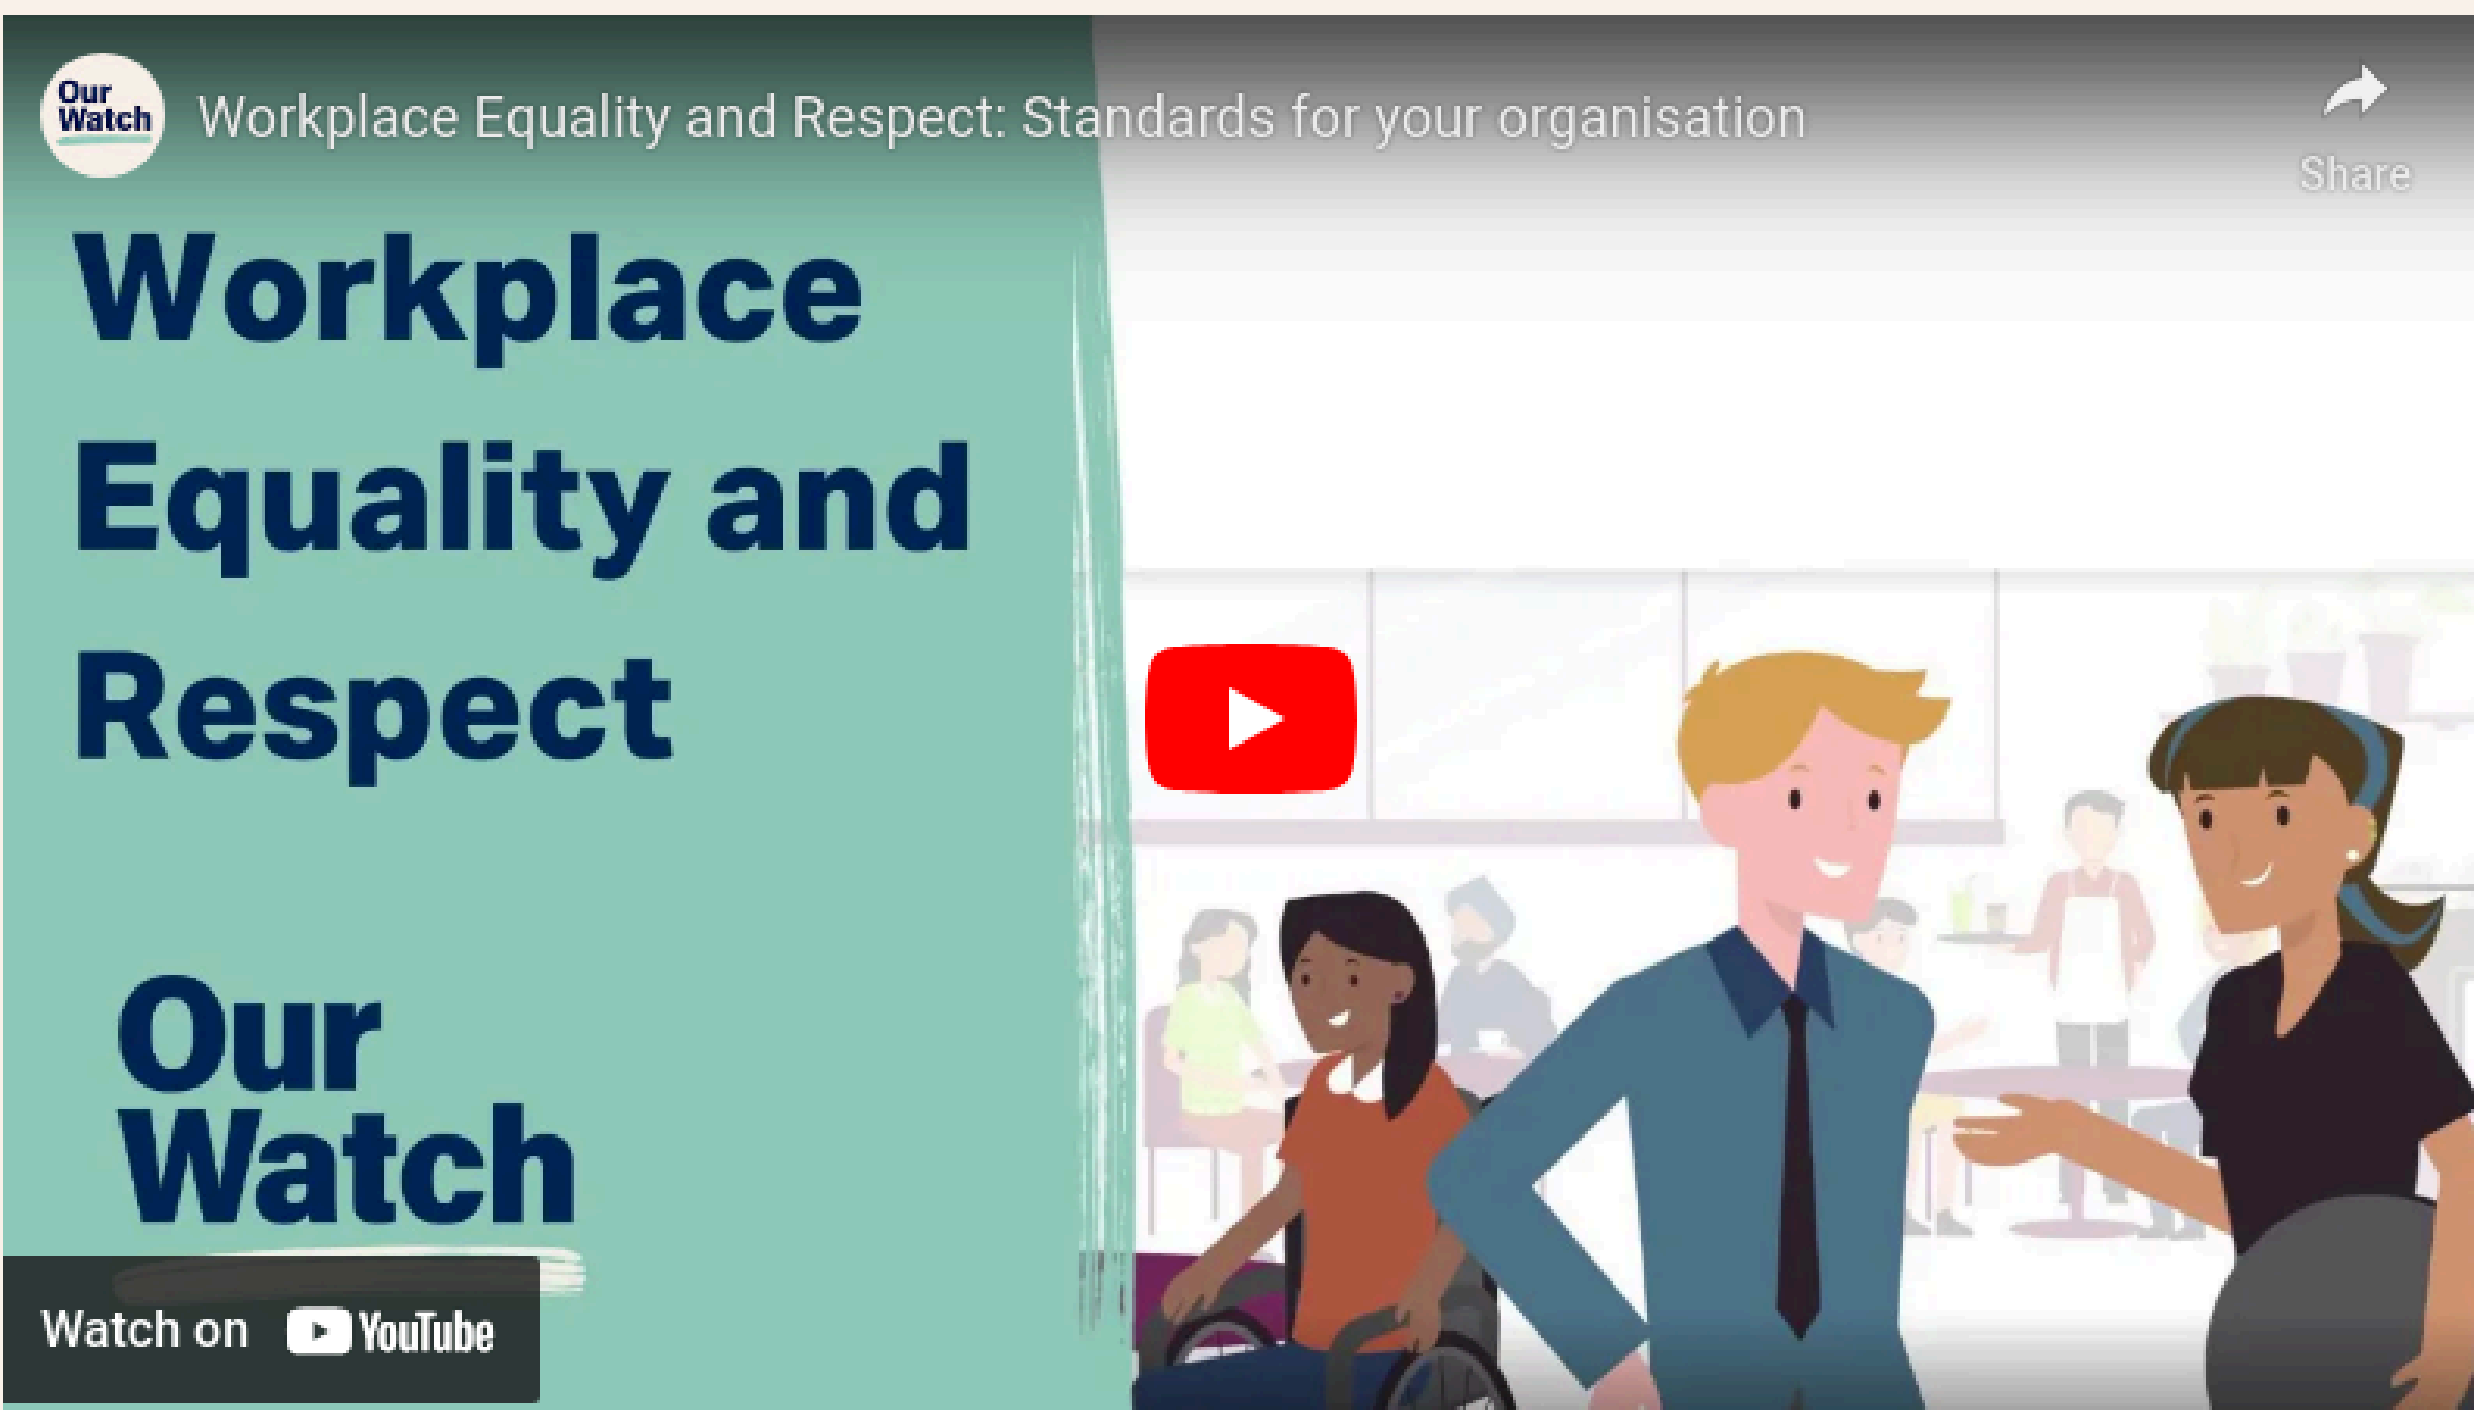 Our
Watch
Workplace Equality and Respect: Standards for your organisation
Share
Workplace
Equality and
Respect
Our
Watch
Watch on YouTube